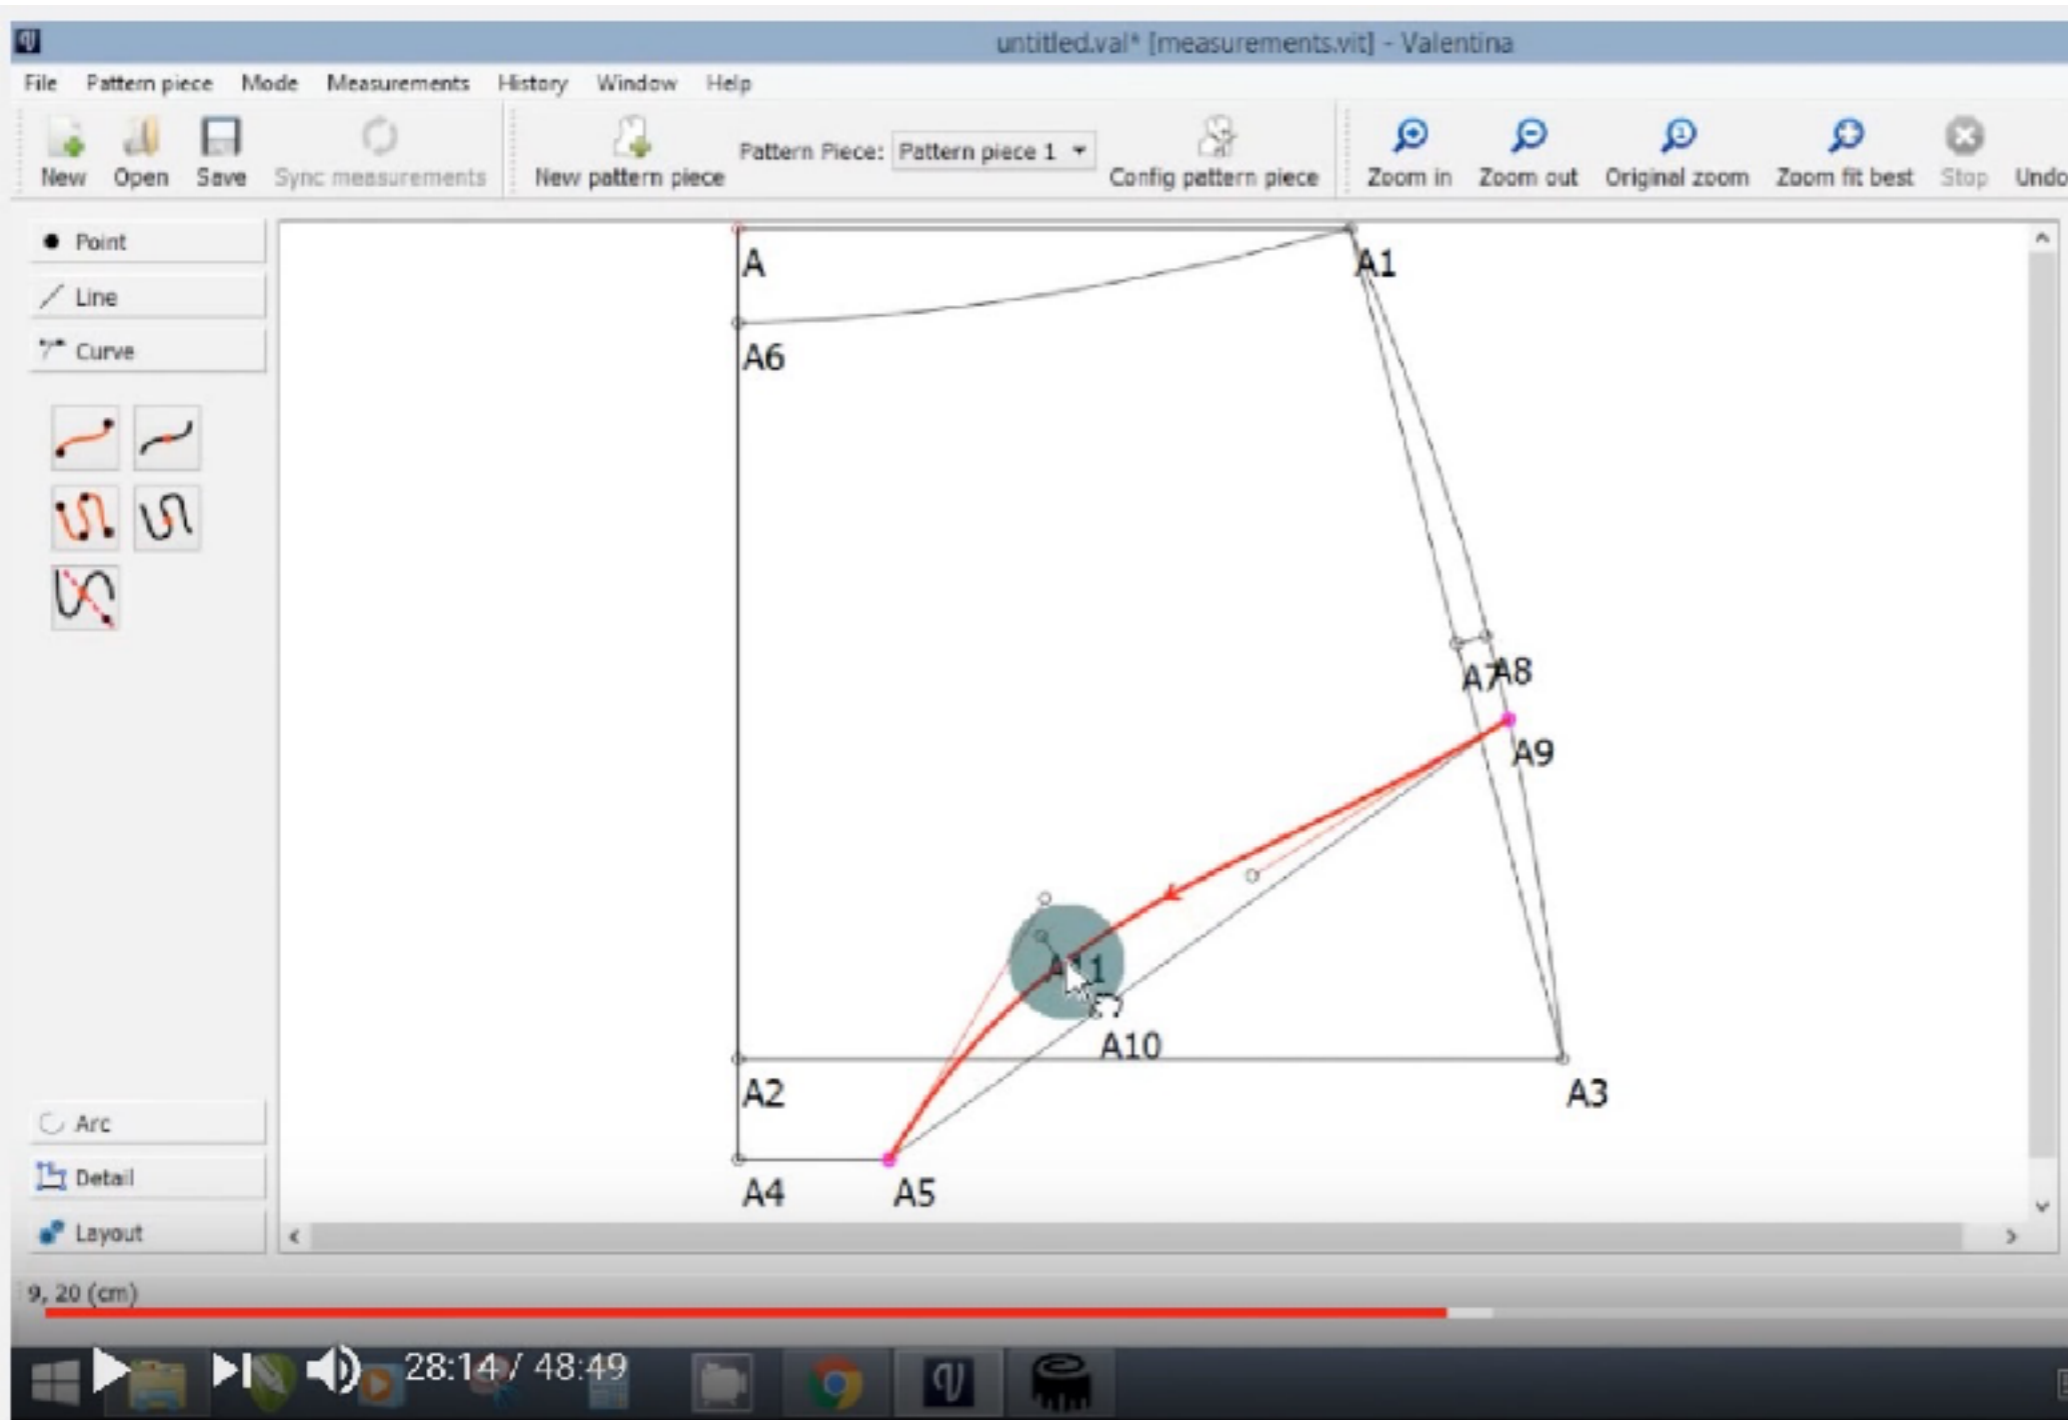 untitled.val* [measurements.vit] - Valentina
File Pattern piece Mode Measurements History Window Help
New Open Save Sync measurements New pattern piece Pattern Piece: Pattern piece 1 Config pattern piece Zoom in Zoom out Original zoom Zoom fit best Stop Undo
Point
Line
Curve
A
A1
A6
A7
A8
A9
A11
A10
A2
A3
A4
A5
Arc
Detail
Layout
9, 20 (cm)
28:14 / 48:49